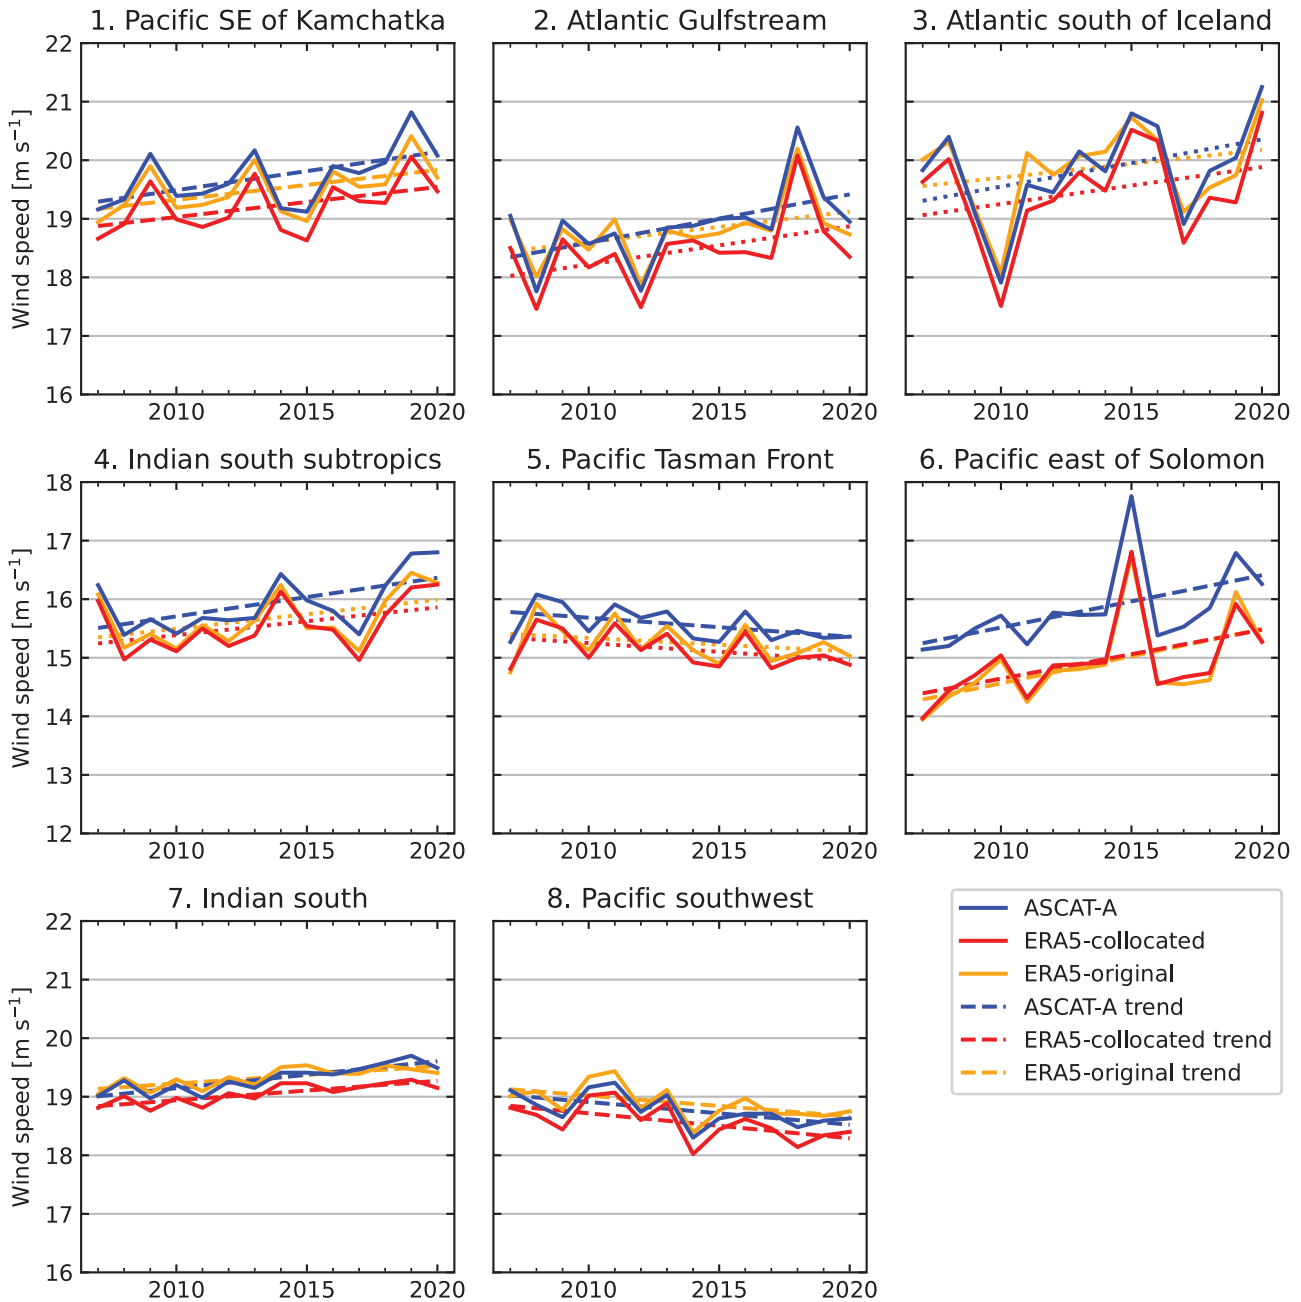 1. Pacific SE of Kamchatka
2. Atlantic Gulfstream
3. Atlantic south of Iceland
22
21
20
19
18
17
16
Wind speed [m s⁻¹]
2010 2015 2020
2010 2015 2020
2010 2015 2020
4. Indian south subtropics
5. Pacific Tasman Front
6. Pacific east of Solomon
18
17
16
15
14
13
12
Wind speed [m s⁻¹]
2010 2015 2020
2010 2015 2020
2010 2015 2020
7. Indian south
8. Pacific southwest
22
21
20
19
18
17
16
Wind speed [m s⁻¹]
2010 2015 2020
2010 2015 2020
ASCAT-A
ERA5-collocated
ERA5-original
ASCAT-A trend
ERA5-collocated trend
ERA5-original trend